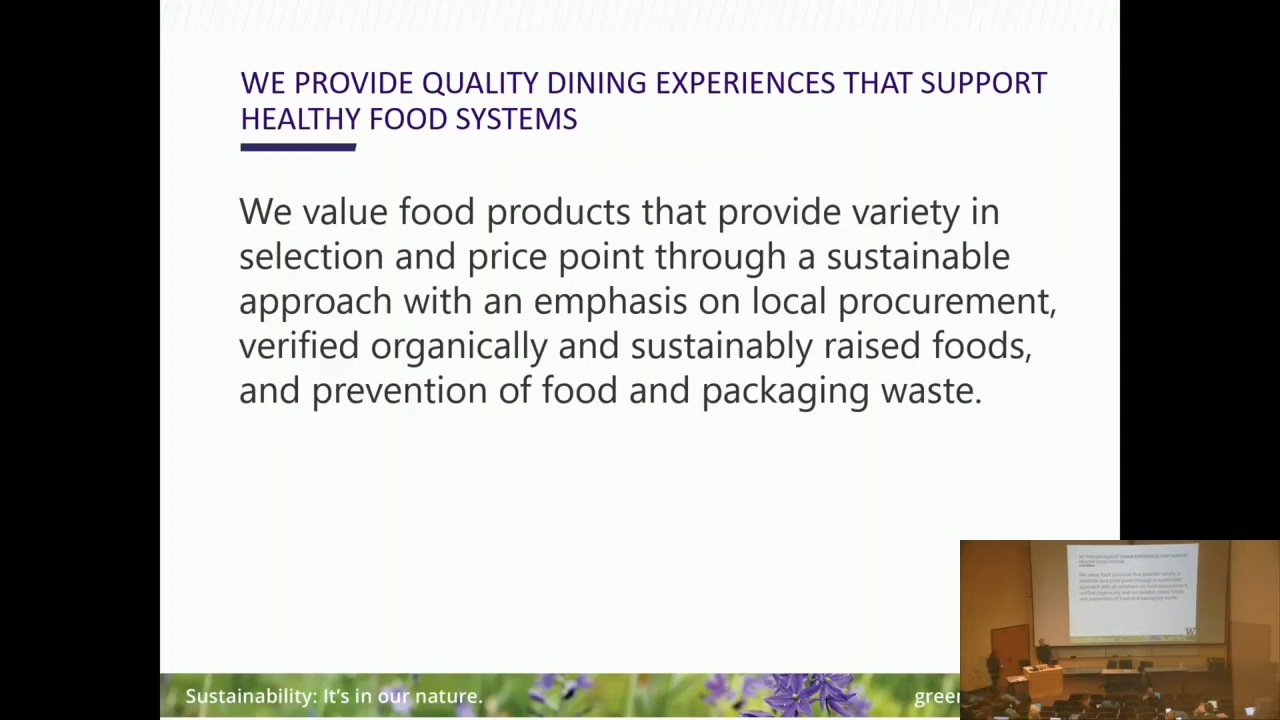 WE PROVIDE QUALITY DINING EXPERIENCES THAT SUPPORT
HEALTHY FOOD SYSTEMS
We value food products that provide variety in
selection and price point through a sustainable
approach with an emphasis on local procurement,
verified organically and sustainably raised foods,
and prevention of food and packaging waste.
Sustainability: It's in our nature.
green
W